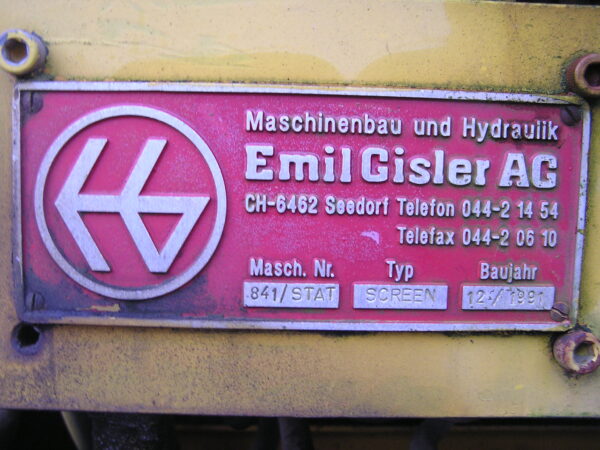 Maschinenbau und Hydraulik
Emil Gisler AG
CH-6462 Seedorf Telefon 044-2 14 54
Telefax 044-2 06 10
Masch. Nr. Typ Baujahr
841/STAT SCREEN 12./1991